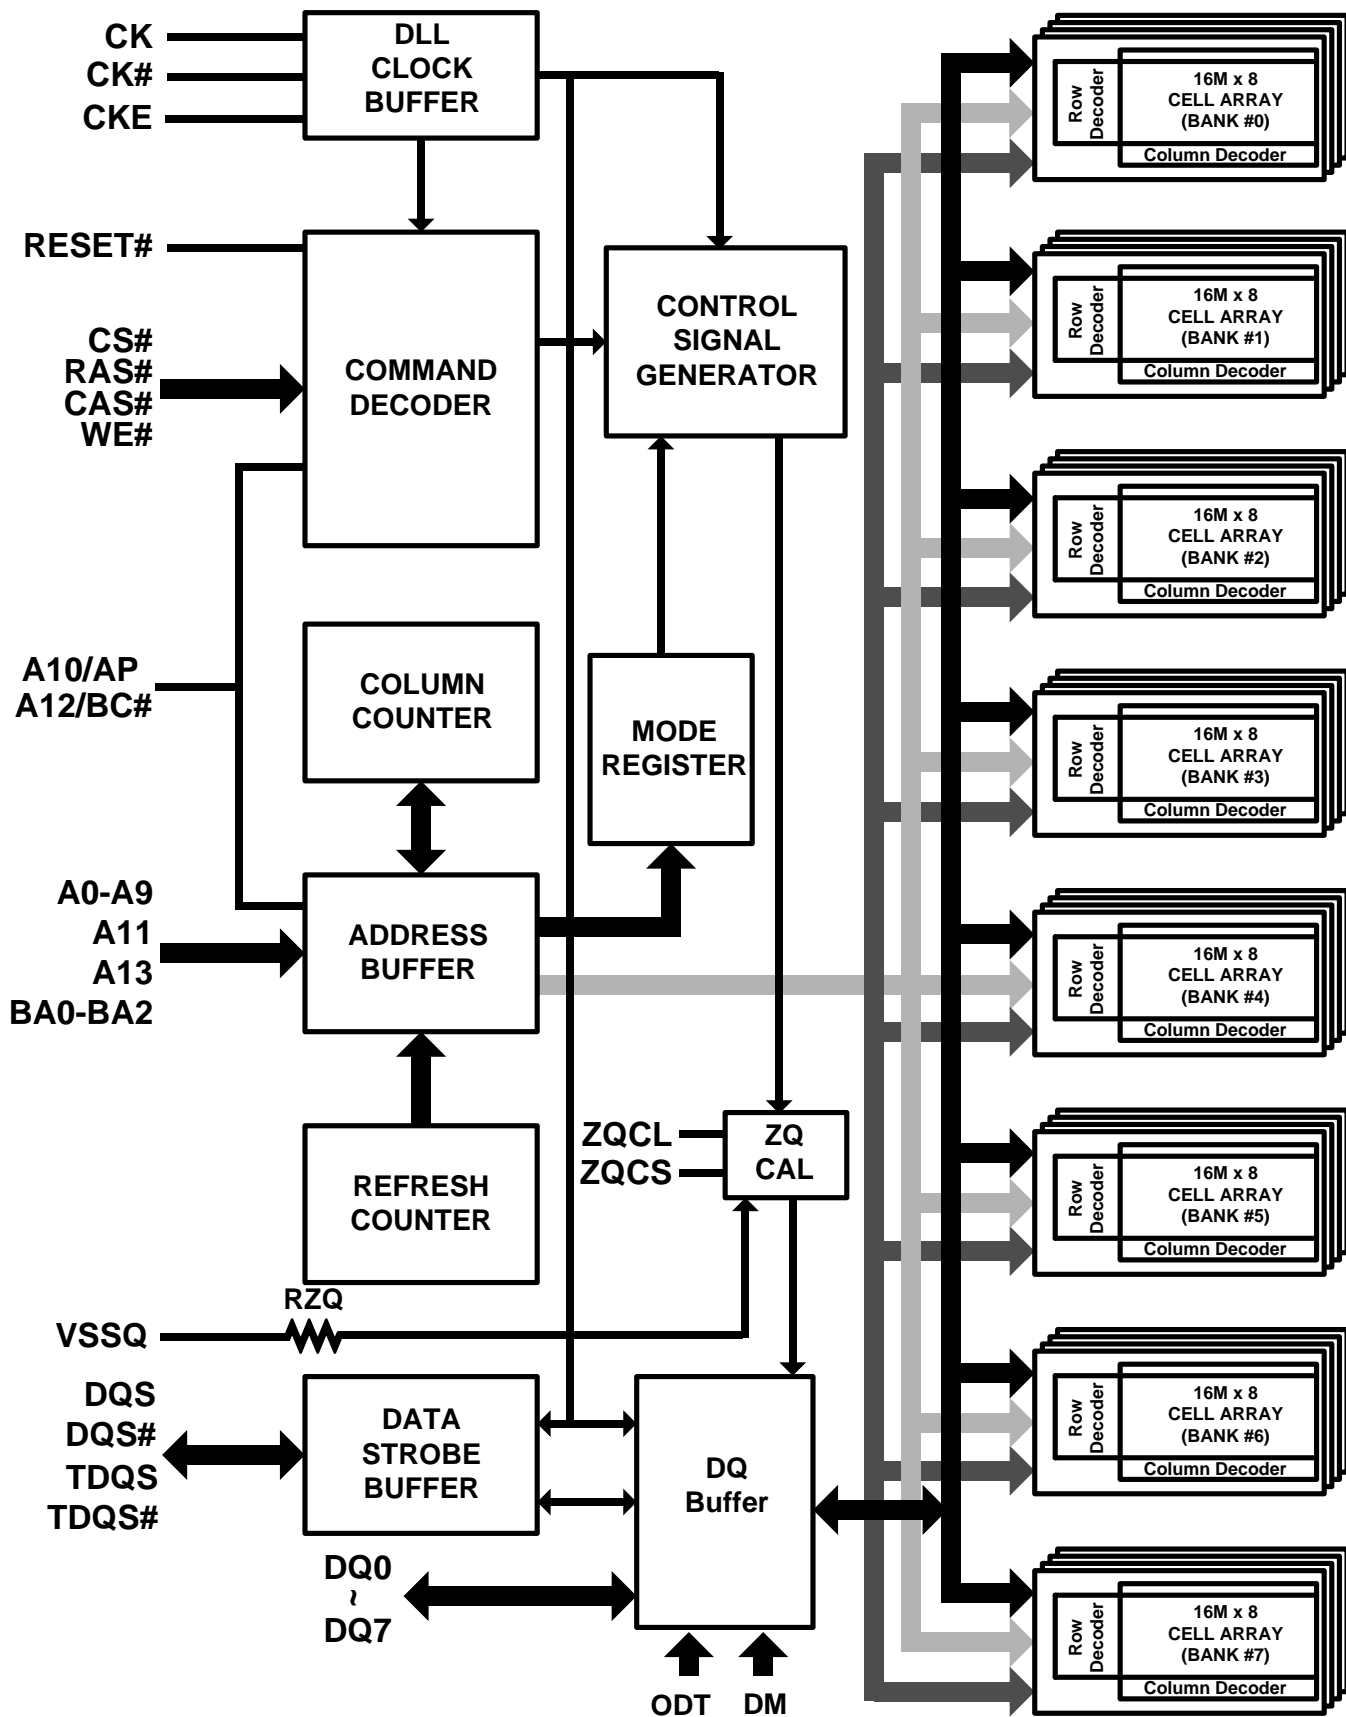 CK
CK#
CKE
DLL
CLOCK
BUFFER
RESET#
CS#
RAS#
CAS#
WE#
COMMAND
DECODER
CONTROL
SIGNAL
GENERATOR
A10/AP
A12/BC#
COLUMN
COUNTER
MODE
REGISTER
A0-A9
A11
A13
BA0-BA2
ADDRESS
BUFFER
REFRESH
COUNTER
ZQCL
ZQCS
ZQ
CAL
RZQ
VSSQ
DQS
DQS#
TDQS
TDQS#
DATA
STROBE
BUFFER
DQ
Buffer
DQ0
~
DQ7
ODT
DM
Row
Decoder
16M x 8
CELL ARRAY
(BANK #0)
Column Decoder
Row
Decoder
16M x 8
CELL ARRAY
(BANK #1)
Column Decoder
Row
Decoder
16M x 8
CELL ARRAY
(BANK #2)
Column Decoder
Row
Decoder
16M x 8
CELL ARRAY
(BANK #3)
Column Decoder
Row
Decoder
16M x 8
CELL ARRAY
(BANK #4)
Column Decoder
Row
Decoder
16M x 8
CELL ARRAY
(BANK #5)
Column Decoder
Row
Decoder
16M x 8
CELL ARRAY
(BANK #6)
Column Decoder
Row
Decoder
16M x 8
CELL ARRAY
(BANK #7)
Column Decoder